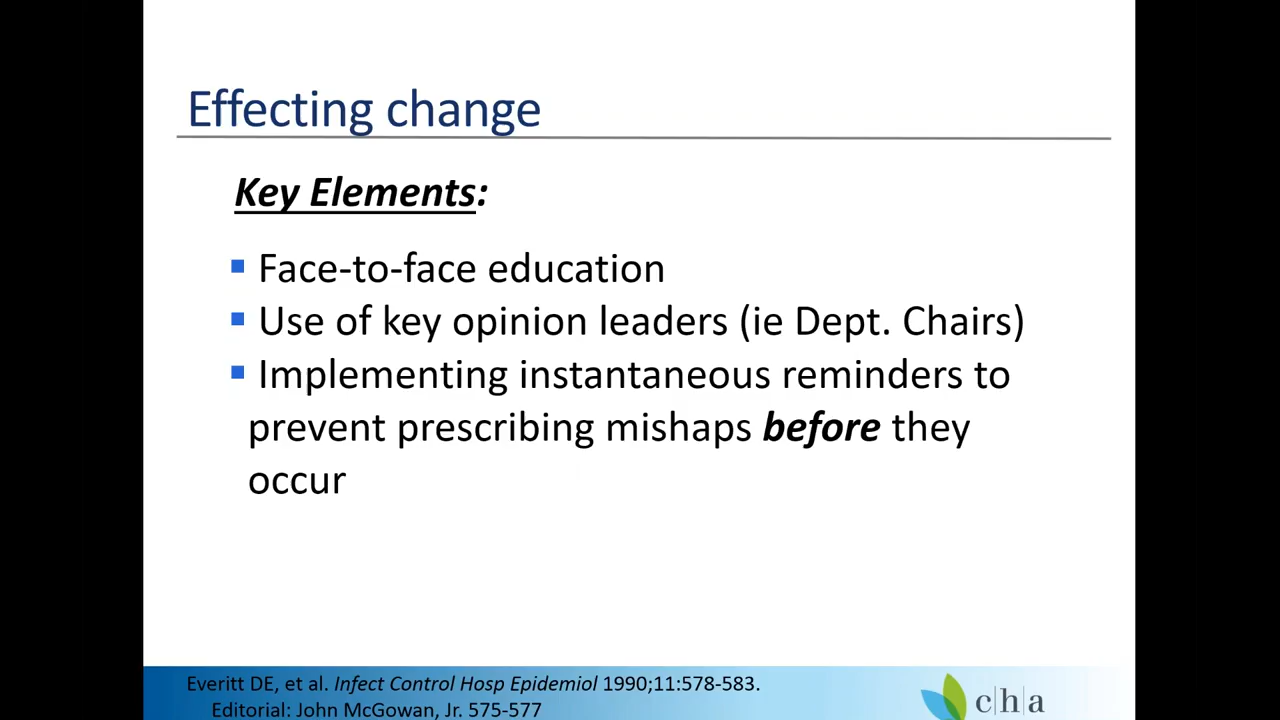 Effecting change
Key Elements:
Face-to-face education
Use of key opinion leaders (ie Dept. Chairs)
Implementing instantaneous reminders to
prevent prescribing mishaps before they
occur
Everitt DE, et al. Infect Control Hosp Epidemiol 1990;11:578-583.
Editorial: John McGowan, Jr. 575-577
c|h|a